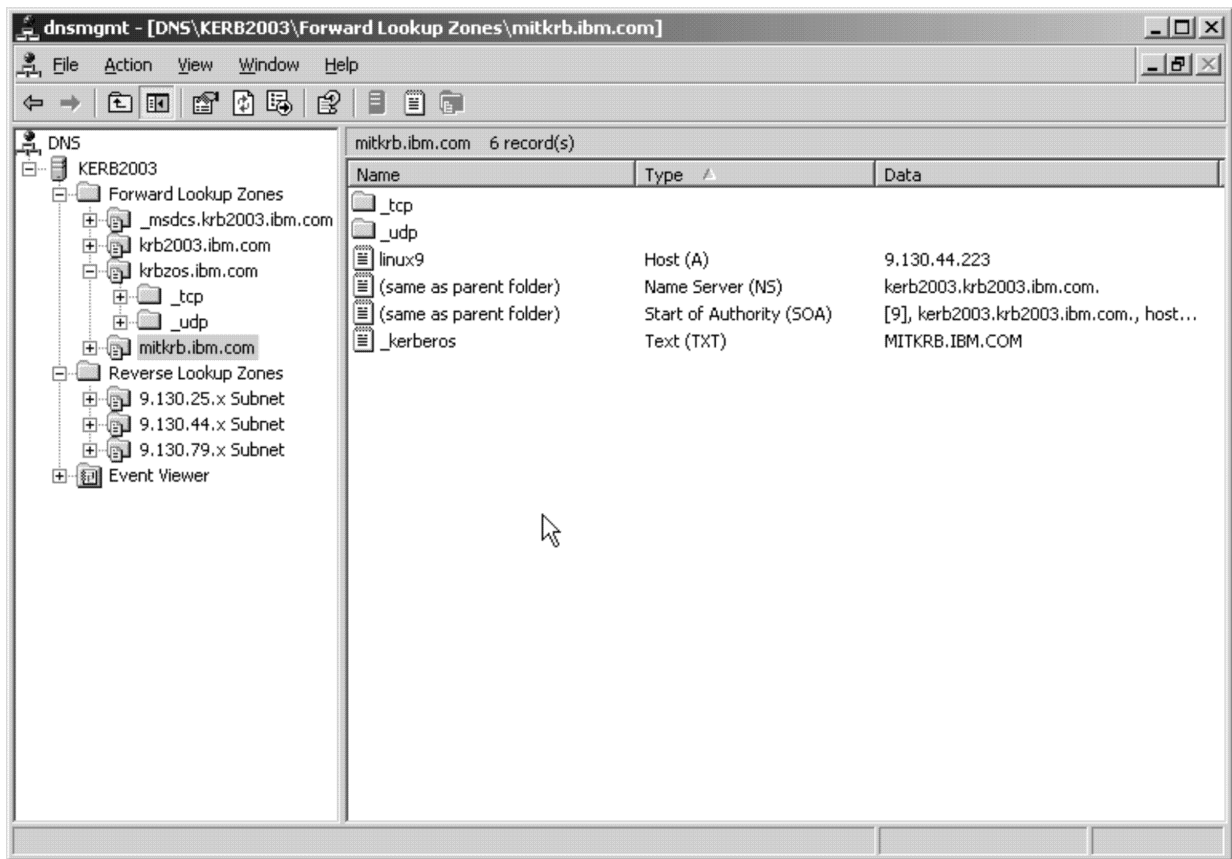 dnsmgmt - [DNS\KERB2003\Forward Lookup Zones\mitkrb.ibm.com]
File Action View Window Help
DNS
KERB2003
Forward Lookup Zones
_msdcs.krb2003.ibm.com
krb2003.ibm.com
krbzos.ibm.com
_tcp
_udp
mitkrb.ibm.com
Reverse Lookup Zones
9.130.25.x Subnet
9.130.44.x Subnet
9.130.79.x Subnet
Event Viewer
mitkrb.ibm.com 6 record(s)
Name Type Data
_tcp
_udp
linux9 Host (A) 9.130.44.223
(same as parent folder) Name Server (NS) kerb2003.krb2003.ibm.com.
(same as parent folder) Start of Authority (SOA) [9], kerb2003.krb2003.ibm.com., host...
_kerberos Text (TXT) MITKRB.IBM.COM